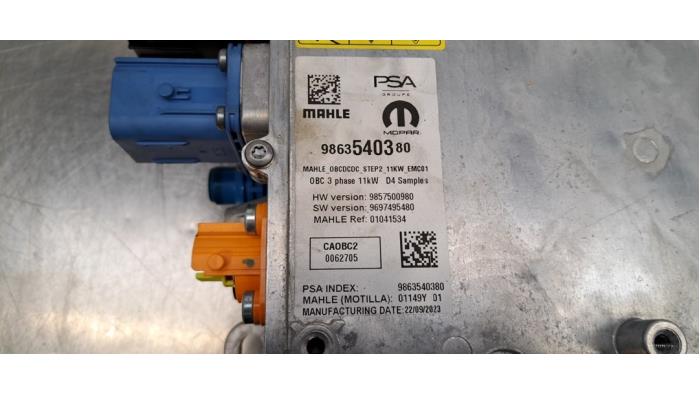 PSA
GROUPE
MAHLE
MOPAR
9863540380
MAHLE_OBCDCDC_STEP2_11KW_EMC01
OBC 3 phase 11kW D4 Samples
HW version: 9857500980
SW version: 9697495480
MAHLE Ref: 01041534
CAOBC2
0062705
PSA INDEX: 9863540380
MAHLE (MOTILLA): 01149Y 01
MANUFACTURING DATE: 22/09/2023